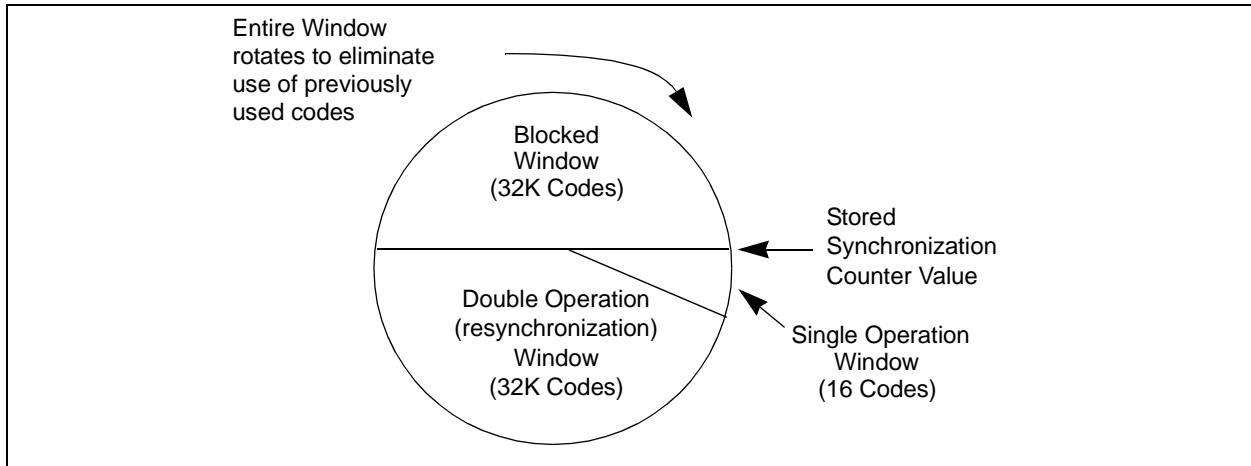 Entire Window
rotates to eliminate
use of previously
used codes
Blocked
Window
(32K Codes)
Stored
Synchronization
Counter Value
Double Operation
(resynchronization)
Window
(32K Codes)
Single Operation
Window
(16 Codes)